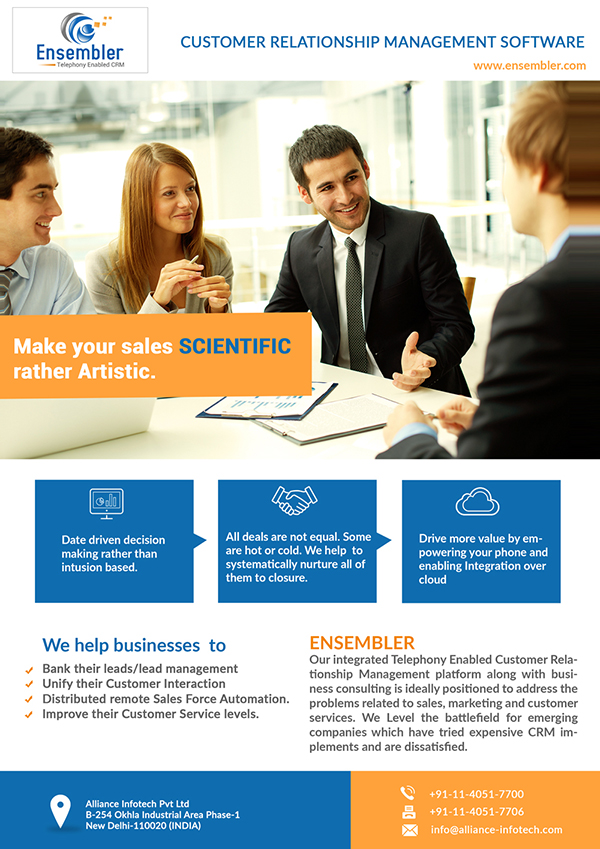 Ensembler
Telephony Enabled CRM
CUSTOMER RELATIONSHIP MANAGEMENT SOFTWARE
www.ensembler.com
Make your sales SCIENTIFIC
rather Artistic.
Date driven decision
making rather than
intusion based.
All deals are not equal. Some
are hot or cold. We help to
systematically nurture all of
them to closure.
Drive more value by em-
powering your phone and
enabling Integration over
cloud
We help businesses to
Bank their leads/lead management
Unify their Customer Interaction
Distributed remote Sales Force Automation.
Improve their Customer Service levels.
ENSEMBLER
Our integrated Telephony Enabled Customer Rela-
tionship Management platform along with busi-
ness consulting is ideally positioned to address the
problems related to sales, marketing and customer
services. We Level the battlefield for emerging
companies which have tried expensive CRM im-
plements and are dissatisfied.
Alliance Infotech Pvt Ltd
B-254 Okhla Industrial Area Phase-1
New Delhi-110020 (INDIA)
+91-11-4051-7700
+91-11-4051-7706
info@alliance-infotech.com